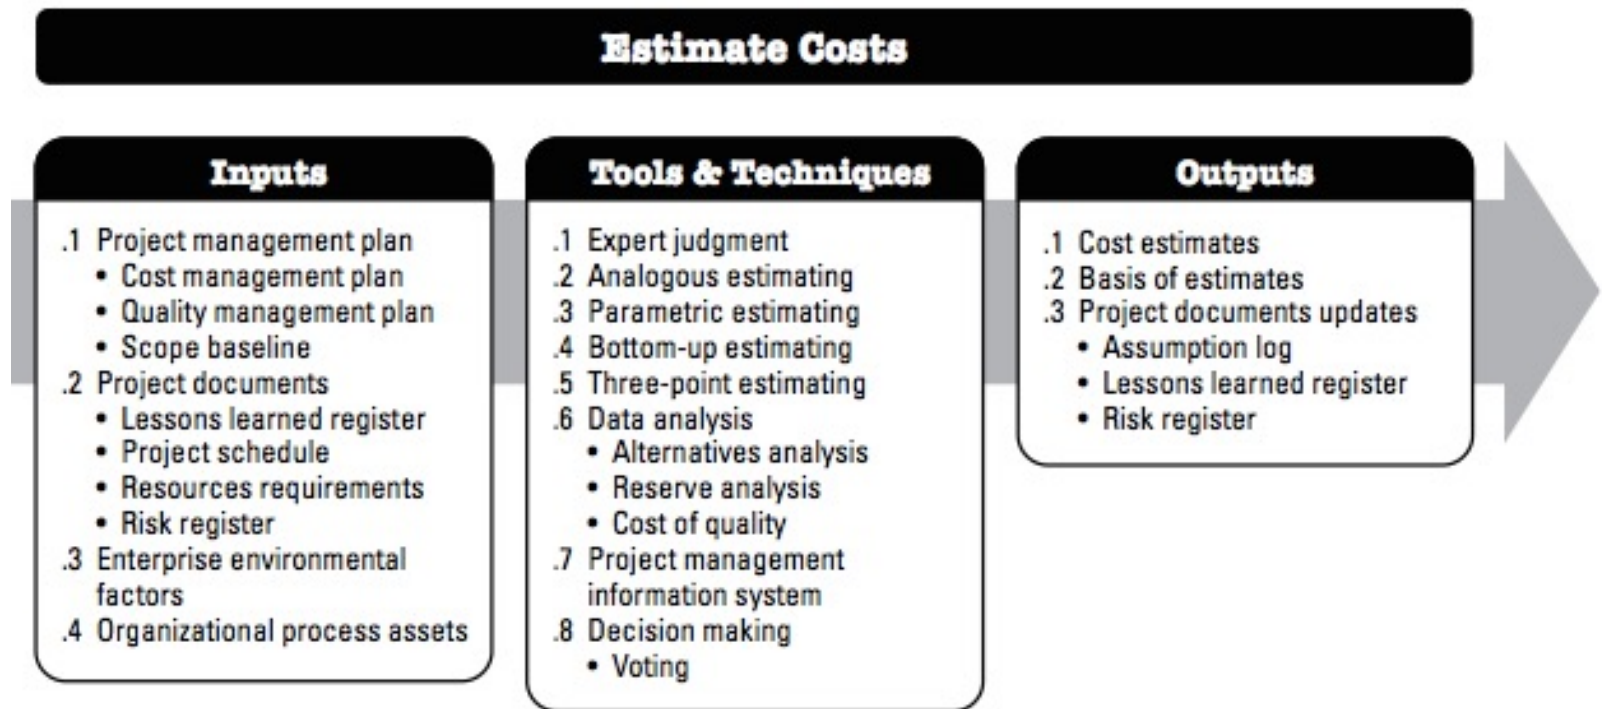 Estimate Costs
Inputs
.1 Project management plan
• Cost management plan
• Quality management plan
• Scope baseline
.2 Project documents
• Lessons learned register
• Project schedule
• Resources requirements
• Risk register
.3 Enterprise environmental
factors
.4 Organizational process assets
Tools & Techniques
.1 Expert judgment
.2 Analogous estimating
.3 Parametric estimating
.4 Bottom-up estimating
.5 Three-point estimating
.6 Data analysis
• Alternatives analysis
• Reserve analysis
• Cost of quality
.7 Project management
information system
.8 Decision making
• Voting
Outputs
.1 Cost estimates
.2 Basis of estimates
.3 Project documents updates
• Assumption log
• Lessons learned register
• Risk register